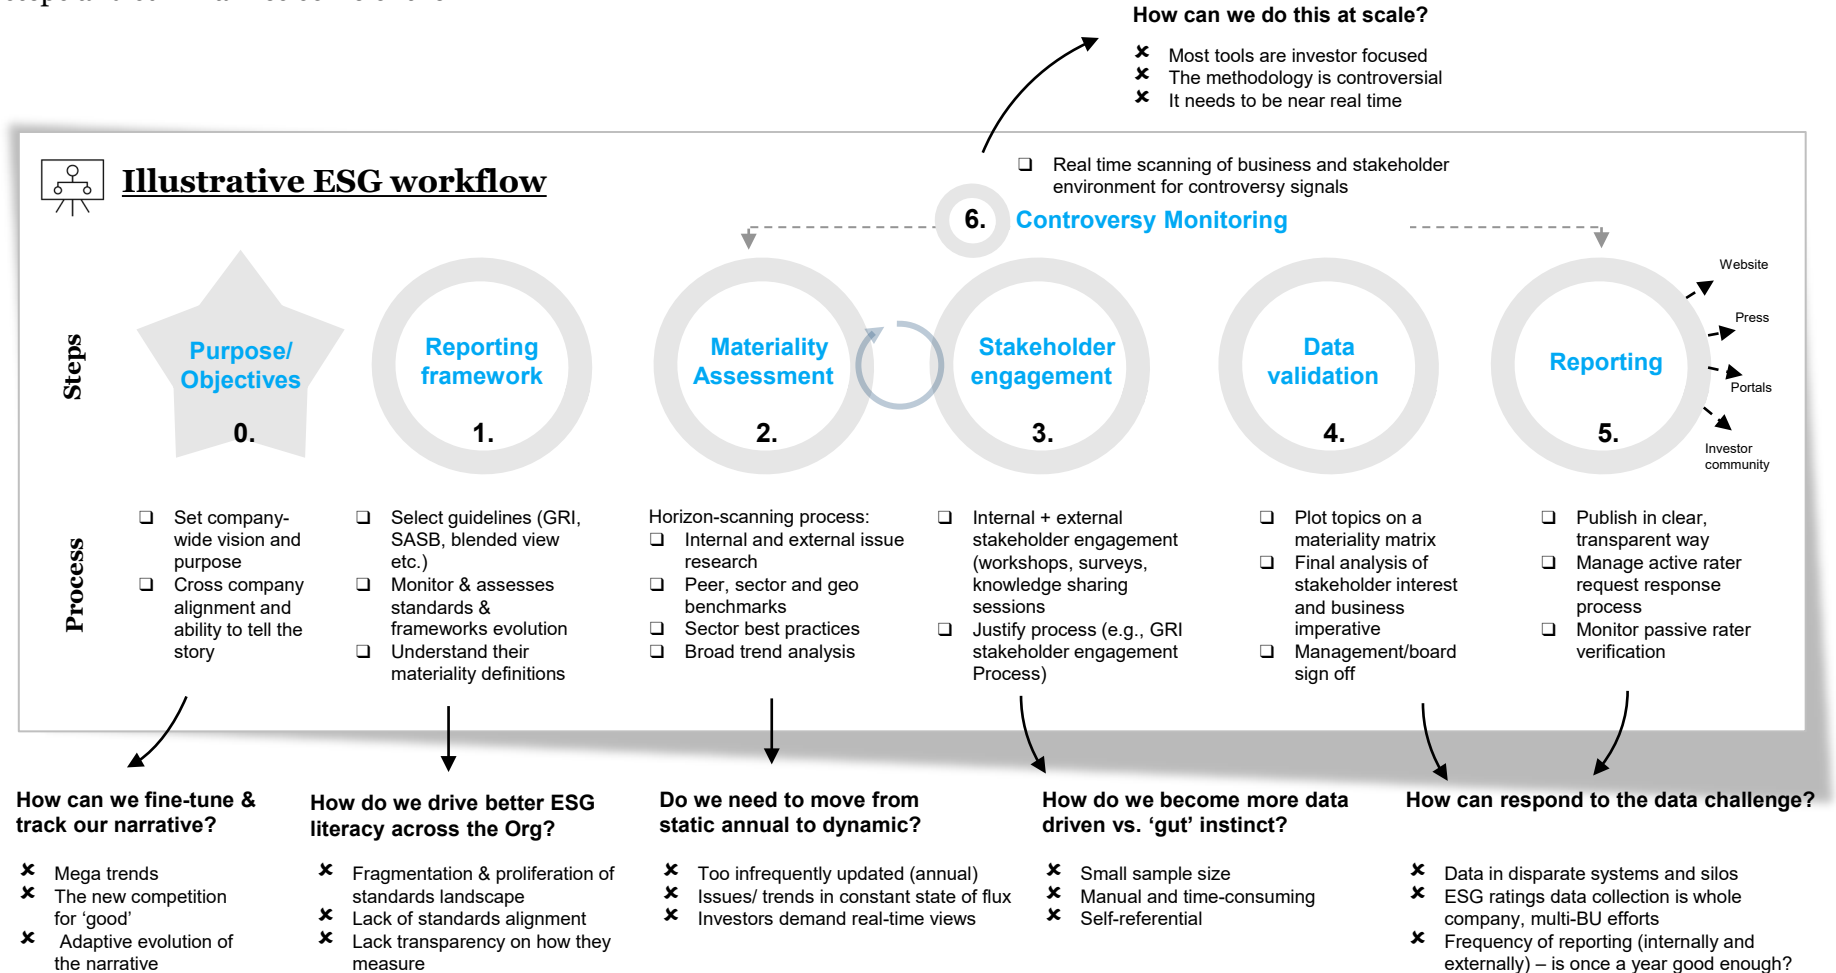 How can we do this at scale?
Most tools are investor focused
The methodology is controversial
It needs to be near real time
Illustrative ESG workflow
Real time scanning of business and stakeholder
environment for controversy signals
6. Controversy Monitoring
Steps
Purpose/
Objectives
0.
Reporting
framework
1.
Materiality
Assessment
2.
Stakeholder
engagement
3.
Data
validation
4.
Reporting
5.
Website
Press
Portals
Investor
community
Process
Set company-
wide vision and
purpose
Cross company
alignment and
ability to tell the
story
Select guidelines (GRI,
SASB, blended view
etc.)
Monitor & assesses
standards &
frameworks evolution
Understand their
materiality definitions
Horizon-scanning process:
Internal and external issue
research
Peer, sector and geo
benchmarks
Sector best practices
Broad trend analysis
Internal + external
stakeholder engagement
(workshops, surveys,
knowledge sharing
sessions
Justify process (e.g., GRI
stakeholder engagement
Process)
Plot topics on a
materiality matrix
Final analysis of
stakeholder interest
and business
imperative
Management/board
sign off
Publish in clear,
transparent way
Manage active rater
request response
process
Monitor passive rater
verification
How can we fine-tune &
track our narrative?
Mega trends
The new competition
for ‘good’
Adaptive evolution of
the narrative
How do we drive better ESG
literacy across the Org?
Fragmentation & proliferation of
standards landscape
Lack of standards alignment
Lack transparency on how they
measure
Do we need to move from
static annual to dynamic?
Too infrequently updated (annual)
Issues/ trends in constant state of flux
Investors demand real-time views
How do we become more data
driven vs. ‘gut’ instinct?
Small sample size
Manual and time-consuming
Self-referential
How can respond to the data challenge?
Data in disparate systems and silos
ESG ratings data collection is whole
company, multi-BU efforts
Frequency of reporting (internally and
externally) – is once a year good enough?